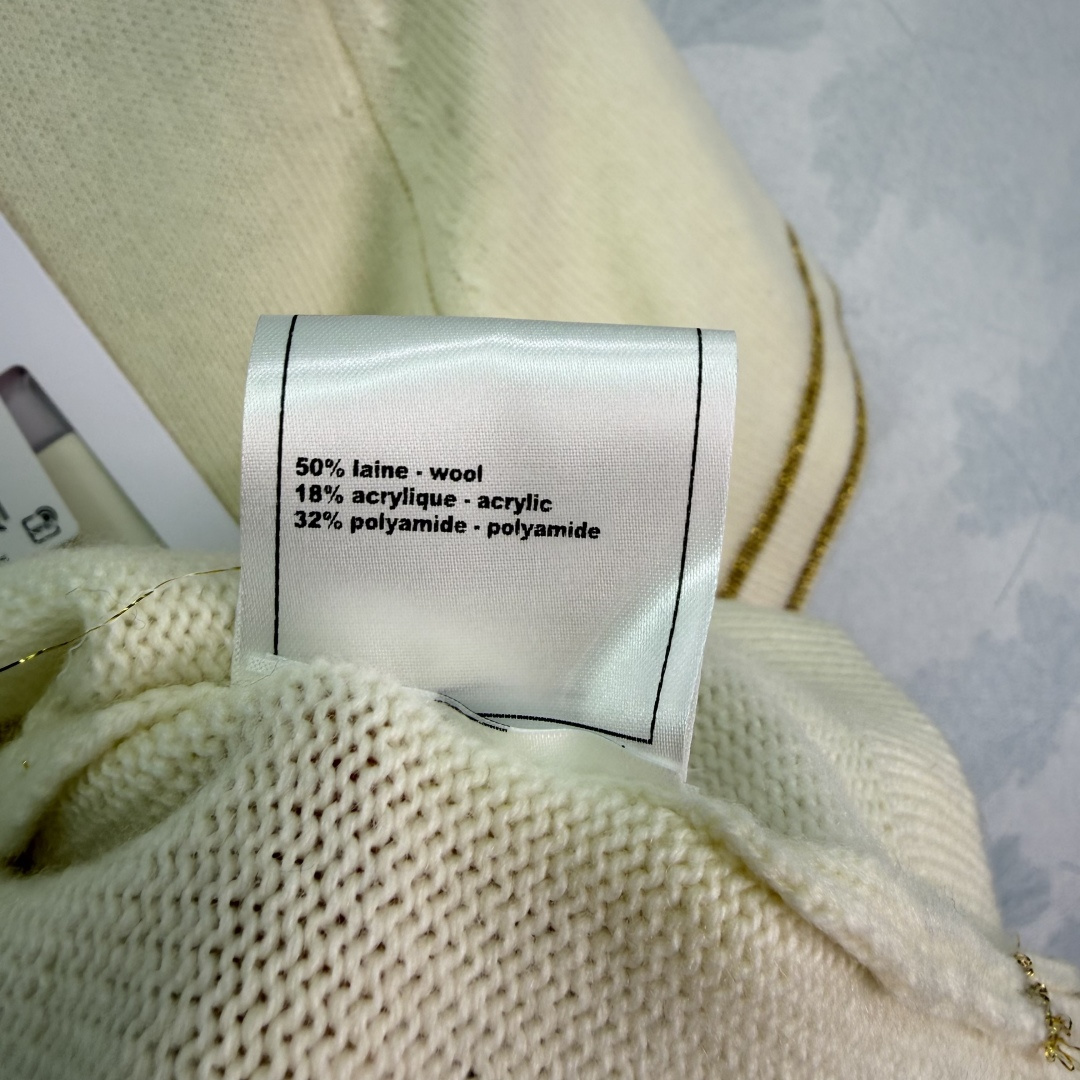 50% laine - wool
18% acrylique - acrylic
32% polyamide - polyamide